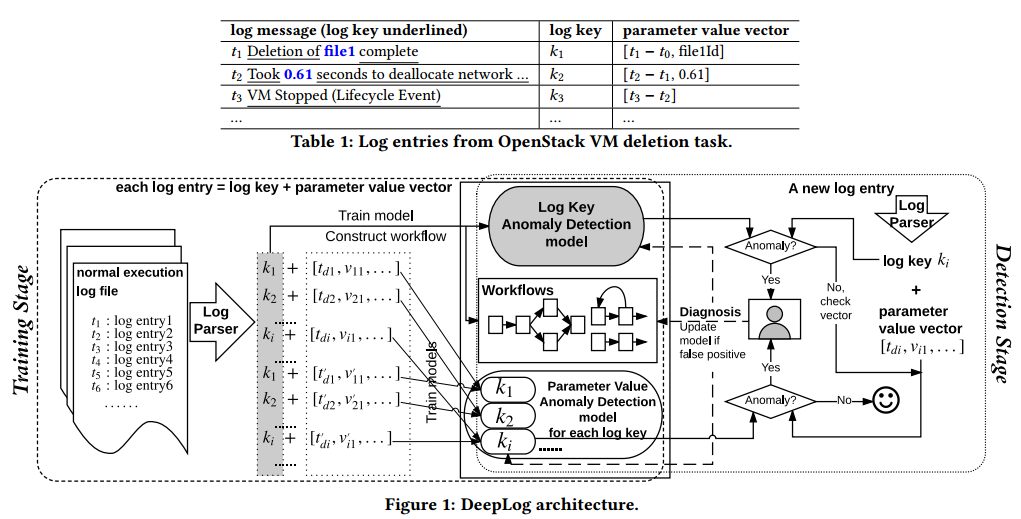 log message (log key underlined) log key parameter value vector
t1 Deletion of file1 complete k1 [t1 − t0, file1Id]
t2 Took 0.61 seconds to deallocate network ... k2 [t2 − t1, 0.61]
t3 VM Stopped (Lifecycle Event) k3 [t3 − t2]
... ... ...
Table 1: Log entries from OpenStack VM deletion task.
each log entry = log key + parameter value vector
Training Stage
normal execution
log file
t1 : log entry1
t2 : log entry2
t3 : log entry3
t4 : log entry4
t5 : log entry5
t6 : log entry6
......
Log
Parser
Train model
Construct workflow
k1 + [td1, v11, . . . ]
k2 + [td2, v21, . . . ]
.....
ki + [tdi, vi1, . . . ]
.....
k1 + [t′d1, v′11, . . . ]
k2 + [t′d2, v′21, . . . ]
.....
ki + [t′di, v′i1, . . . ]
.....
Train models
Log Key
Anomaly Detection
model
Workflows
k1
k2
ki
Parameter Value
Anomaly Detection
model
for each log key
......
Diagnosis
Update
model if
false positive
Anomaly?
Yes
No,
check
vector
Yes
Anomaly?
No
A new log entry
Log
Parser
log key ki
+
parameter
value vector
[tdi, vi1, . . . ]
Detection Stage
Figure 1: DeepLog architecture.